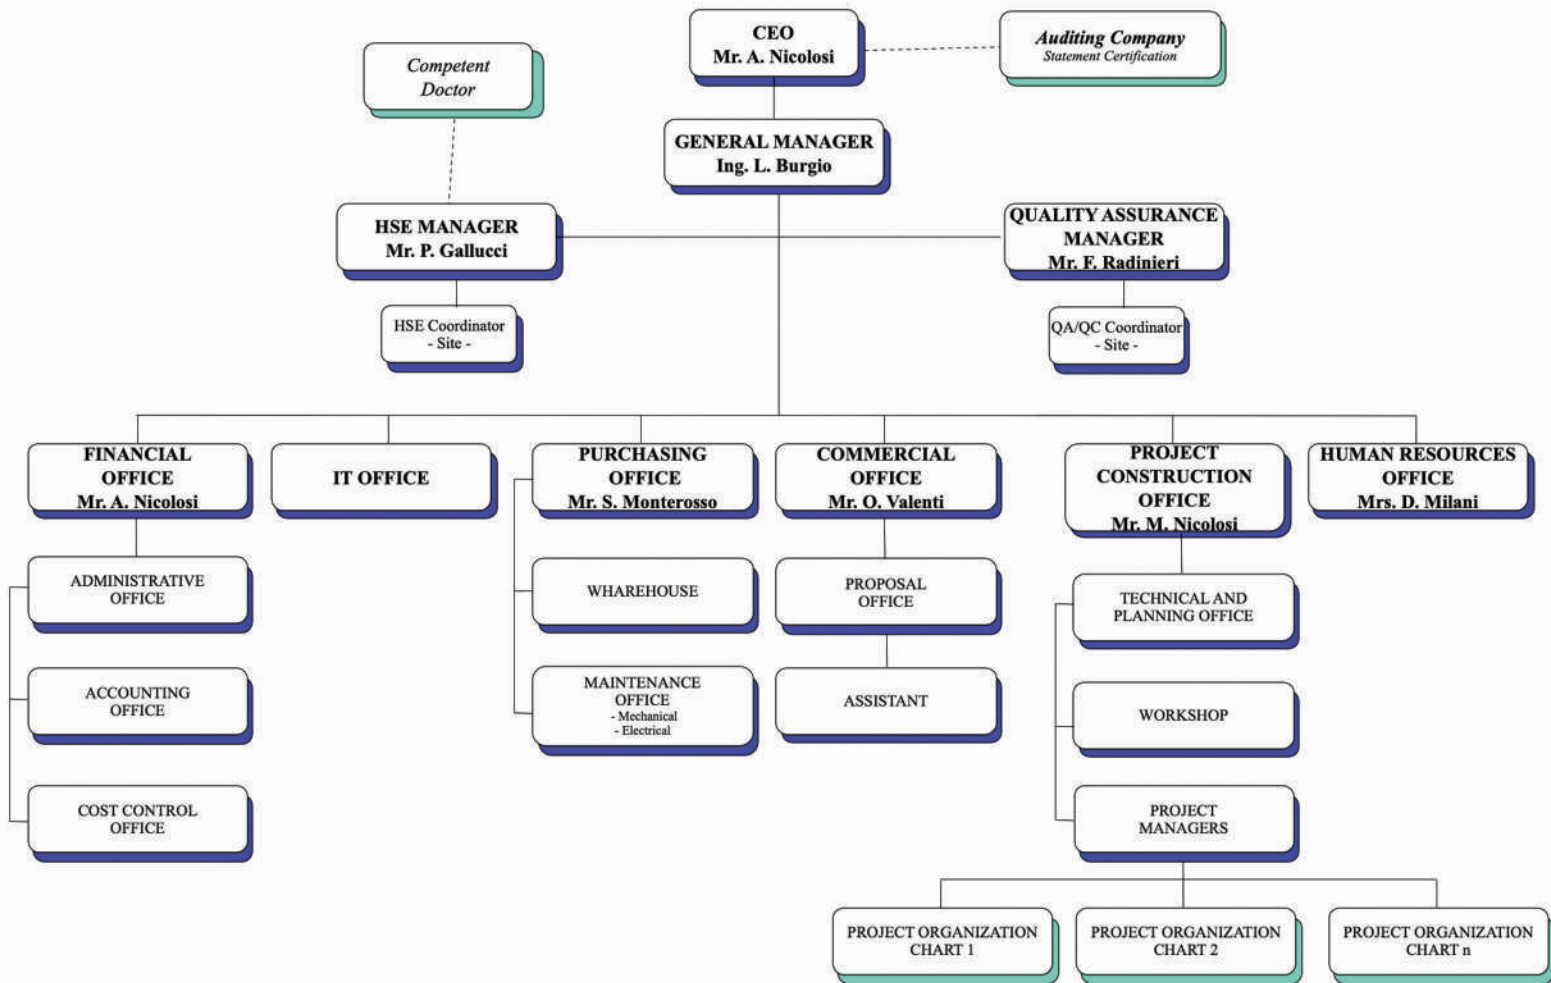 CEO
Mr. A. Nicolosi
Auditing Company
Statement Certification
Competent
Doctor
GENERAL MANAGER
Ing. L. Burgio
HSE MANAGER
Mr. P. Gallucci
QUALITY ASSURANCE
MANAGER
Mr. F. Radinieri
HSE Coordinator
- Site -
QA/QC Coordinator
- Site -
FINANCIAL
OFFICE
Mr. A. Nicolosi
IT OFFICE
PURCHASING
OFFICE
Mr. S. Monterosso
COMMERCIAL
OFFICE
Mr. O. Valenti
PROJECT
CONSTRUCTION
OFFICE
Mr. M. Nicolosi
HUMAN RESOURCES
OFFICE
Mrs. D. Milani
ADMINISTRATIVE
OFFICE
WHAREHOUSE
PROPOSAL
OFFICE
TECHNICAL AND
PLANNING OFFICE
ACCOUNTING
OFFICE
MAINTENANCE
OFFICE
- Mechanical
- Electrical
ASSISTANT
WORKSHOP
COST CONTROL
OFFICE
PROJECT
MANAGERS
PROJECT ORGANIZATION
CHART 1
PROJECT ORGANIZATION
CHART 2
PROJECT ORGANIZATION
CHART n